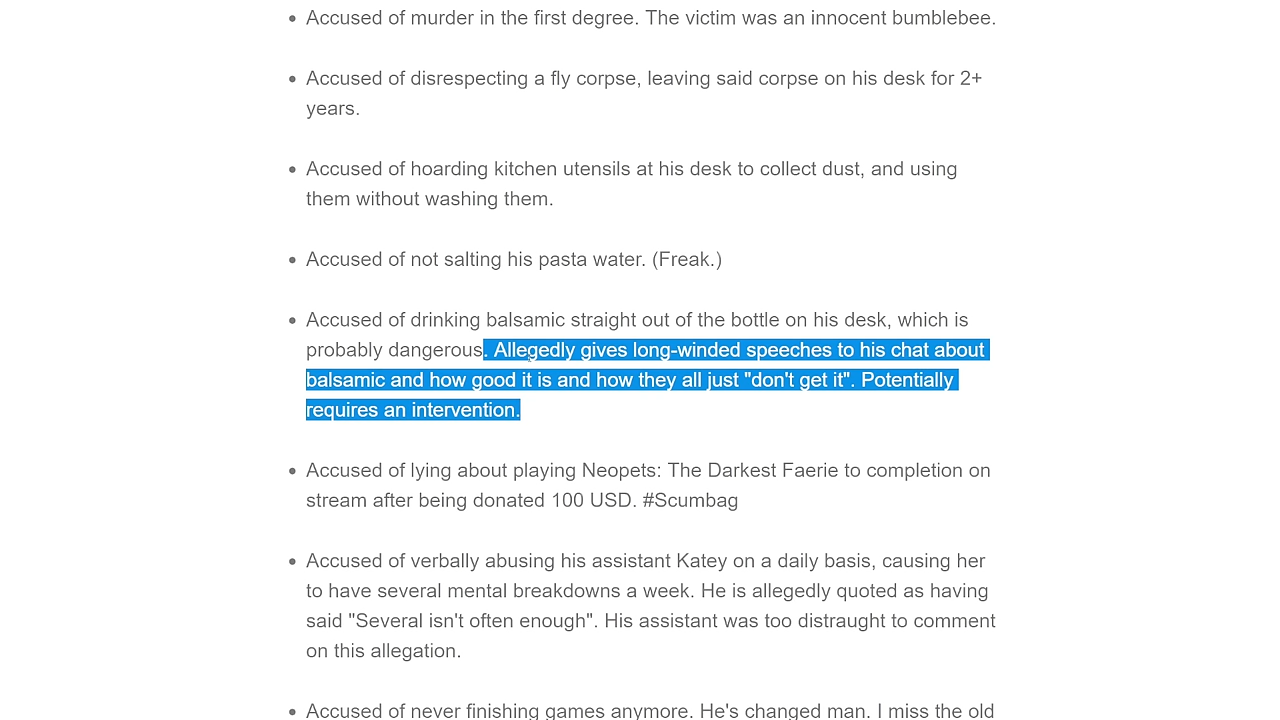 Accused of murder in the first degree. The victim was an innocent bumblebee.
Accused of disrespecting a fly corpse, leaving said corpse on his desk for 2+
years.
Accused of hoarding kitchen utensils at his desk to collect dust, and using
them without washing them.
Accused of not salting his pasta water. (Freak.)
Accused of drinking balsamic straight out of the bottle on his desk, which is
probably dangerous. Allegedly gives long-winded speeches to his chat about
balsamic and how good it is and how they all just "don't get it". Potentially
requires an intervention.
Accused of lying about playing Neopets: The Darkest Faerie to completion on
stream after being donated 100 USD. #Scumbag
Accused of verbally abusing his assistant Katey on a daily basis, causing her
to have several mental breakdowns a week. He is allegedly quoted as having
said "Several isn't often enough". His assistant was too distraught to comment
on this allegation.
Accused of never finishing games anymore. He's changed man. I miss the old